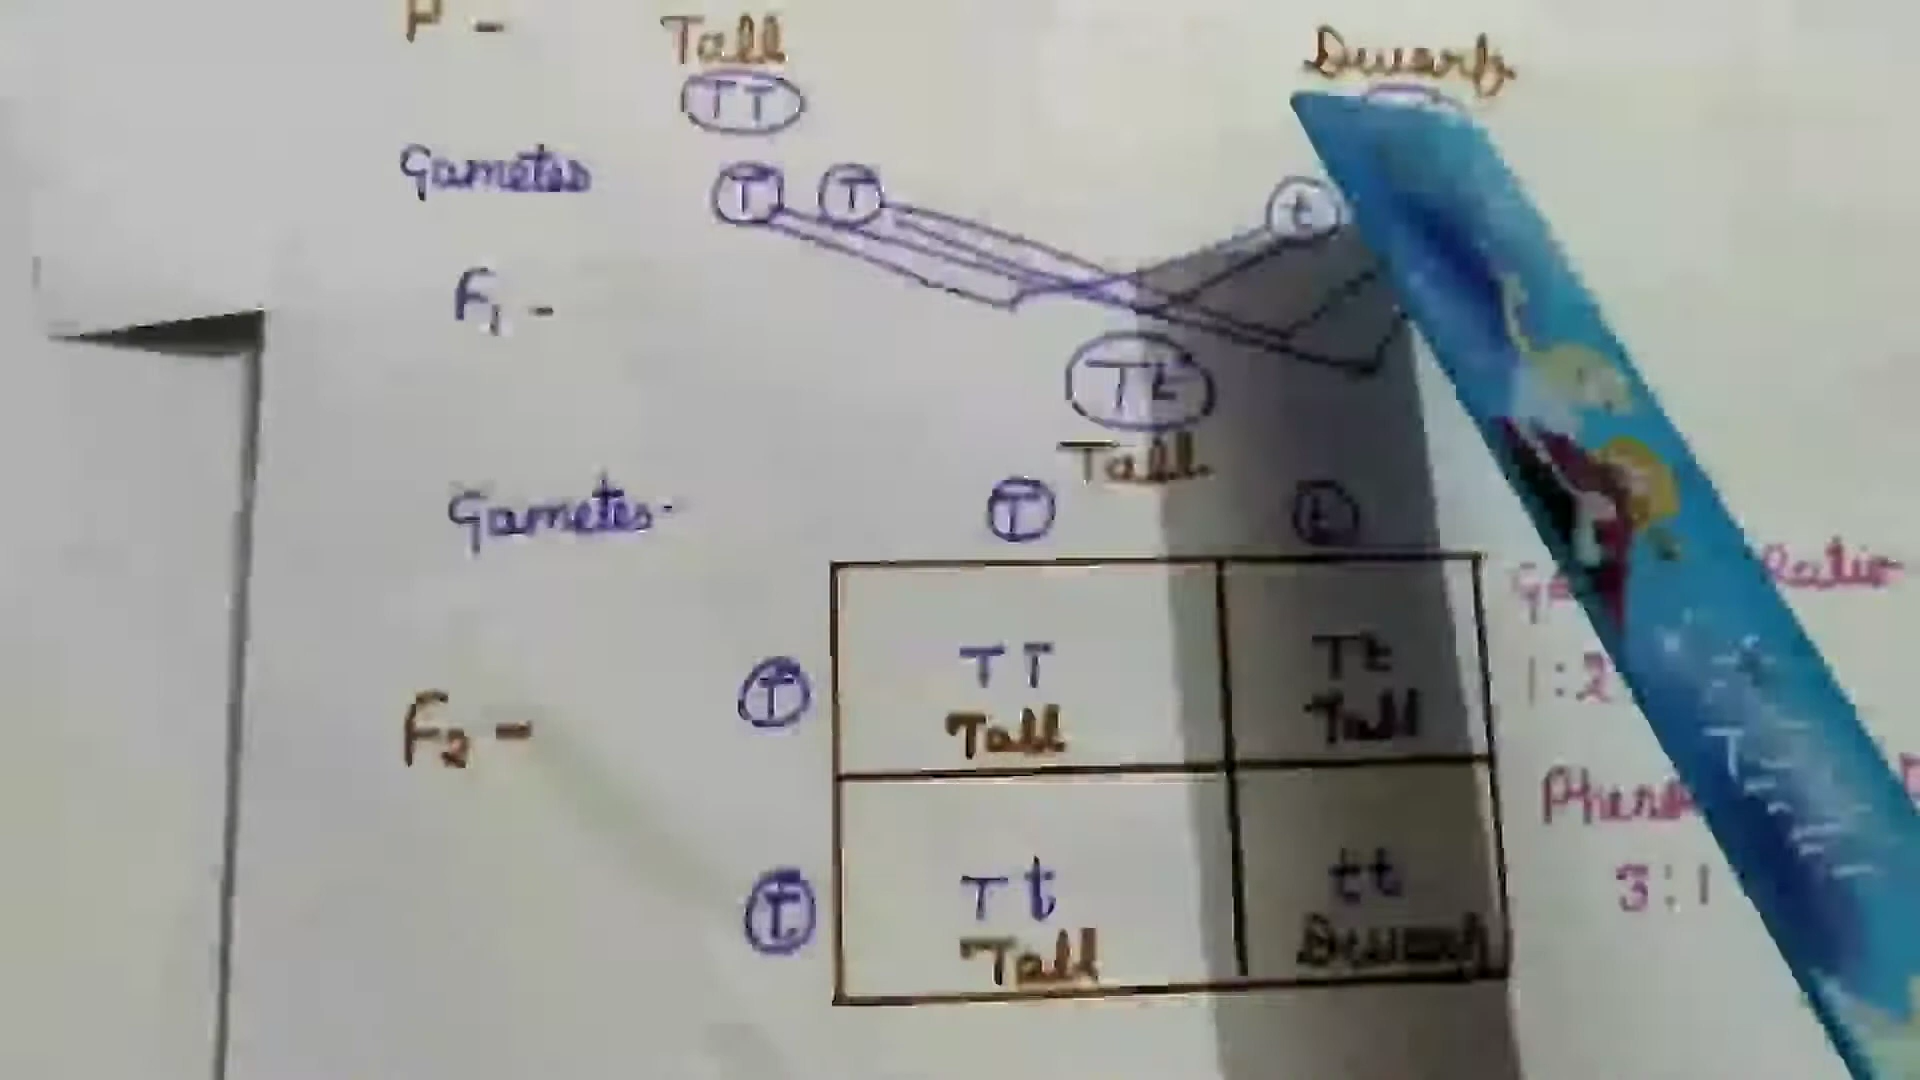 P -
Tall
Dwarf
TT
Gametes
T T t
F1 -
Tt
Tall
Gametes-
T t
T
TT Tt
Tall Tall
F2 -
t
Tt tt
Tall Dwarf
Ratio
1:2
3:1